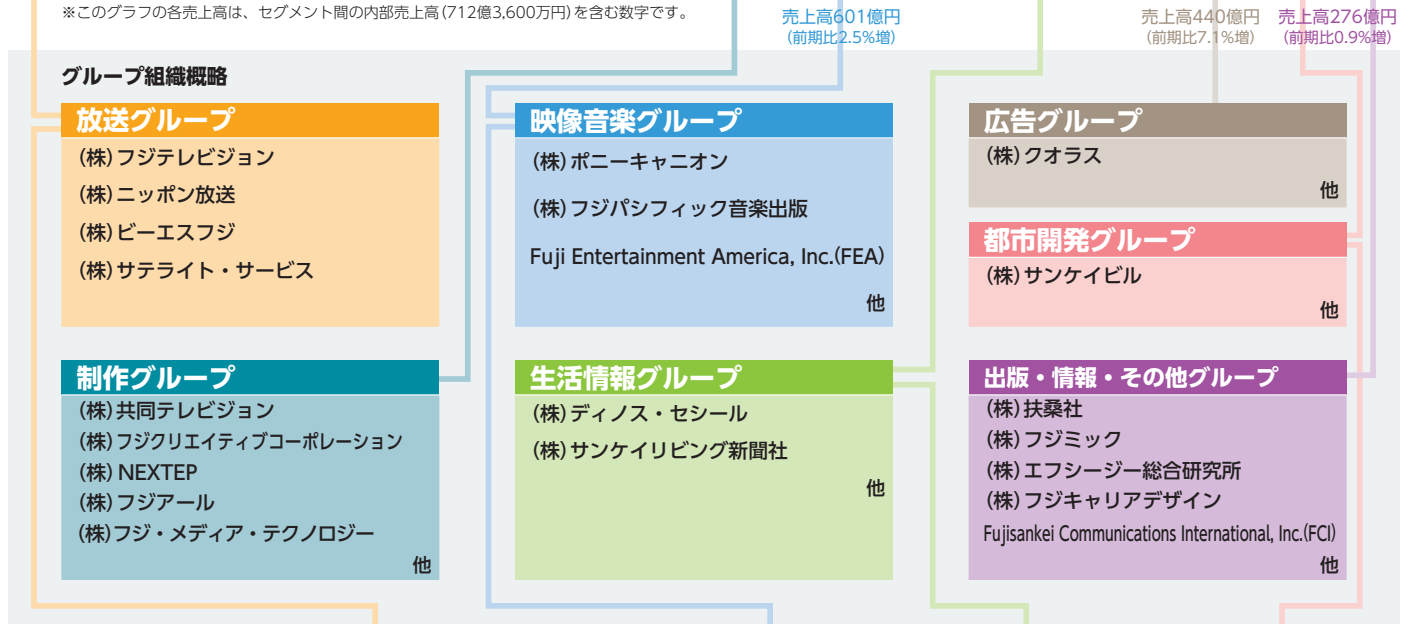 ※このグラフの各売上高は、セグメント間の内部売上高(712億3,600万円)を含む数字です。
売上高601億円
(前期比2.5%増)
売上高440億円
(前期比7.1%増)
売上高276億円
(前期比0.9%増)
グループ組織概略
放送グループ
(株)フジテレビジョン
(株)ニッポン放送
(株)ビーエスフジ
(株)サテライト・サービス
映像音楽グループ
(株)ポニーキャニオン
(株)フジパシフィック音楽出版
Fuji Entertainment America, Inc.(FEA)
他
広告グループ
(株)クオラス
他
都市開発グループ
(株)サンケイビル
他
制作グループ
(株)共同テレビジョン
(株)フジクリエイティブコーポレーション
(株)NEXTEP
(株)フジアール
(株)フジ・メディア・テクノロジー
他
生活情報グループ
(株)ディノス・セシール
(株)サンケイリビング新聞社
他
出版・情報・その他グループ
(株)扶桑社
(株)フジミック
(株)エフシージー総合研究所
(株)フジキャリアデザイン
Fujisankei Communications International, Inc.(FCI)
他